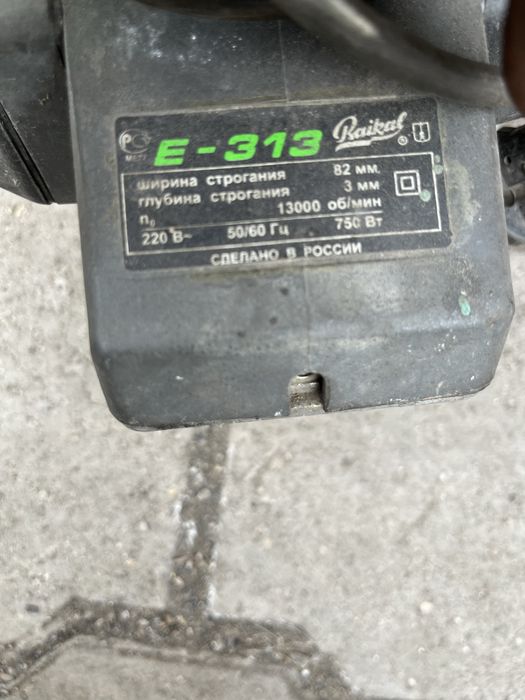 E-313 Baikal ®
ширина строгания 82 мм.
глубина строгания 3 мм
n₀ 13000 об/мин
220 В~ 50/60 Гц 750 Вт
СДЕЛАНО В РОССИИ